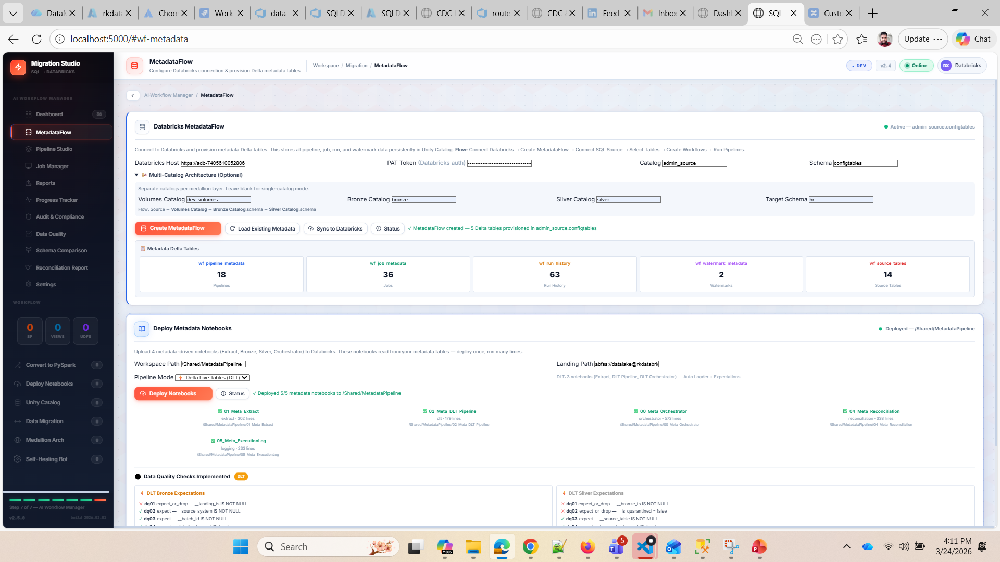 DataM
rkdata
Choo
Work
data-
SQLD
SQLD
CDC
route
CDC
Feed
Inbox
Dash
SQL -
Custo
localhost:5000/#wf-metadata
Update
Chat
Migration Studio
SQL → DATABRICKS
AI WORKFLOW MANAGER
Dashboard 36
MetadataFlow
Pipeline Studio
Job Manager
Reports
Progress Tracker
Audit & Compliance
Data Quality
Schema Comparison
Reconciliation Report
Settings
WORKFLOW
0 0 0
SP VIEWS UDFS
Convert to PySpark 0
Deploy Notebooks 0
Unity Catalog 0
Data Migration 0
Medallion Arch 0
Self-Healing Bot 0
Step 7 of 7 — AI Workflow Manager
v2.5.0 build 2026.03.01
MetadataFlow
Configure Databricks connection & provision Delta metadata tables
Workspace / Migration / MetadataFlow
• DEV v2.4 Online DX Databricks
AI Workflow Manager / MetadataFlow
Databricks MetadataFlow
Active — admin_source.configtables
Connect to Databricks and provision metadata Delta tables. This stores all pipeline, job, run, and watermark data persistently in Unity Catalog. Flow: Connect Databricks → Create MetadataFlow → Connect SQL Source → Select Tables → Create Workflows → Run Pipelines.
Databricks Host https://adb-7405610052806 PAT Token (Databricks auth) •••••••••••••••••••••••••••••••••••• Catalog admin_source Schema configtables
▼ Multi-Catalog Architecture (Optional)
Separate catalogs per medallion layer. Leave blank for single-catalog mode.
Volumes Catalog dev_volumes Bronze Catalog bronze Silver Catalog silver Target Schema hr
Flow: Source → Volumes Catalog → Bronze Catalog.schema → Silver Catalog.schema
Create MetadataFlow Load Existing Metadata Sync to Databricks Status ✓ MetadataFlow created — 5 Delta tables provisioned in admin_source.configtables
Metadata Delta Tables
wf_pipeline_metadata wf_job_metadata wf_run_history wf_watermark_metadata wf_source_tables
18 36 63 2 14
Pipelines Jobs Run History Watermarks Source Tables
Deploy Metadata Notebooks
Deployed — /Shared/MetadataPipeline
Upload 4 metadata-driven notebooks (Extract, Bronze, Silver, Orchestrator) to Databricks. These notebooks read from your metadata tables — deploy once, run many times.
Workspace Path /Shared/MetadataPipeline Landing Path abfss://datalake@rkdatabric
Pipeline Mode ⚡ Delta Live Tables (DLT) DLT: 3 notebooks (Extract, DLT Pipeline, DLT Orchestrator) — Auto Loader + Expectations
Deploy Notebooks Status ✓ Deployed 5/5 metadata notebooks to /Shared/MetadataPipeline
✅ 01_Meta_Extract ✅ 02_Meta_DLT_Pipeline ✅ 00_Meta_Orchestrator ✅ 04_Meta_Reconciliation
extract · 302 lines dlt · 179 lines orchestrator · 573 lines reconciliation · 338 lines
/Shared/MetadataPipeline/01_Meta_Extract /Shared/MetadataPipeline/02_Meta_DLT_Pipeline /Shared/MetadataPipeline/00_Meta_Orchestrator /Shared/MetadataPipeline/04_Meta_Reconciliation
✅ 05_Meta_ExecutionLog
logging · 233 lines
/Shared/MetadataPipeline/05_Meta_ExecutionLog
Data Quality Checks Implemented DLT
⚡ DLT Bronze Expectations
✕ dq01 expect_or_drop — __landing_ts IS NOT NULL
✓ dq02 expect — __source_system IS NOT NULL
✓ dq03 expect — __batch_id IS NOT NULL
⚡ DLT Silver Expectations
✕ dq01 expect_or_drop — __bronze_ts IS NOT NULL
✕ dq02 expect_or_drop — __is_quarantined = false
✓ dq03 expect — __source_table IS NOT NULL
Search
M365
5
4:11 PM
3/24/2026